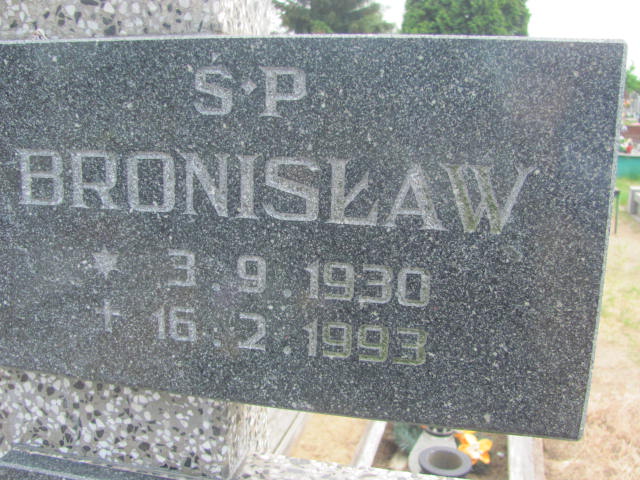 Ś•P
BRONISŁAW
* 3.9.1930
+ 16.2.1993